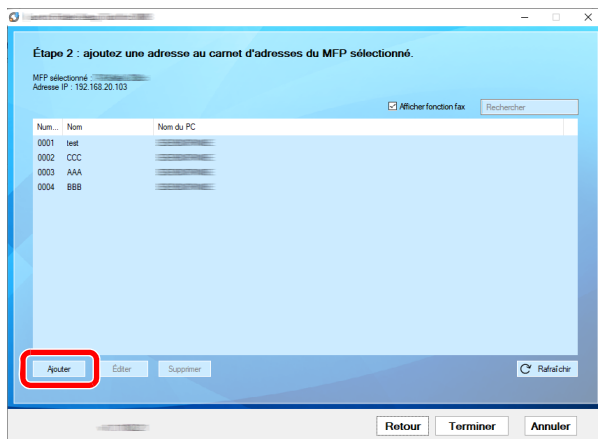 Étape 2 : ajoutez une adresse au carnet d'adresses du MFP sélectionné.
MFP sélectionné :
Adresse IP : 192.168.20.103
Afficher fonction fax Rechercher
Num... Nom Nom du PC
0001 test
0002 CCC
0003 AAA
0004 BBB
Ajouter Éditer Supprimer Rafraîchir
Retour Terminer Annuler